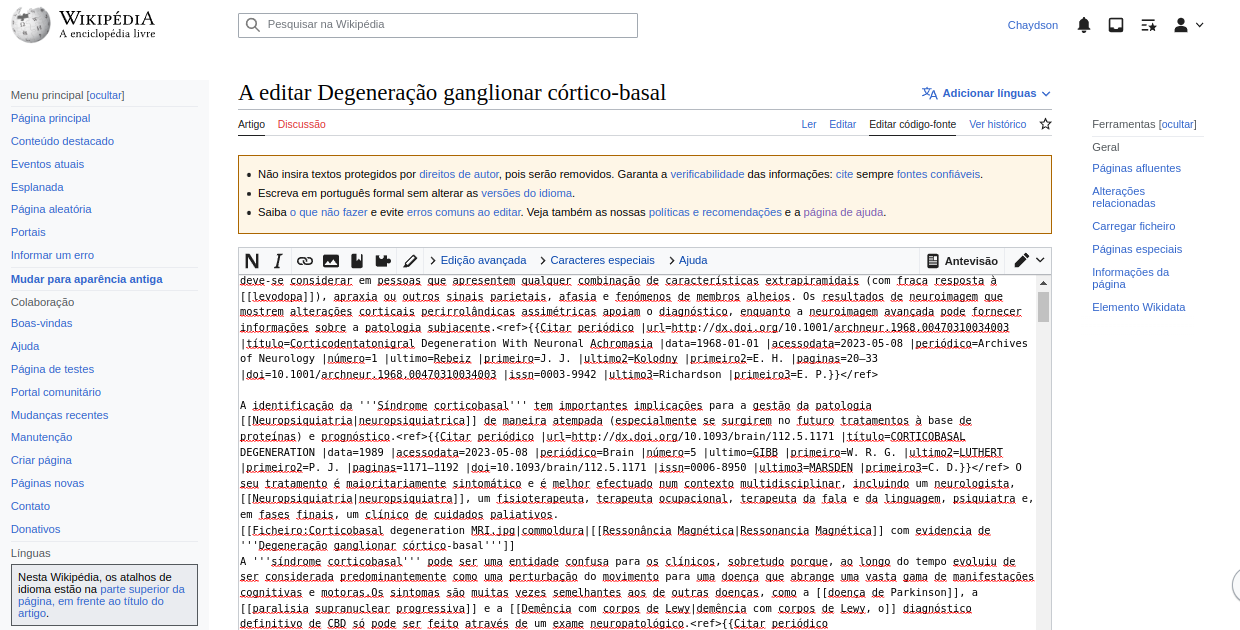 WIKIPÉDIA
A enciclopédia livre
Pesquisar na Wikipédia
Chaydson
Menu principal [ocultar]
Página principal
Conteúdo destacado
Eventos atuais
Esplanada
Página aleatória
Portais
Informar um erro
Mudar para aparência antiga
Colaboração
Boas-vindas
Ajuda
Página de testes
Portal comunitário
Mudanças recentes
Manutenção
Criar página
Páginas novas
Contato
Donativos
Línguas
Nesta Wikipédia, os atalhos de
idioma estão na parte superior da
página, em frente ao título do
artigo.
A editar Degeneração ganglionar córtico-basal
Adicionar línguas
Artigo Discussão Ler Editar Editar código-fonte Ver histórico
Não insira textos protegidos por direitos de autor, pois serão removidos. Garanta a verificabilidade das informações: cite sempre fontes confiáveis.
Escreva em português formal sem alterar as versões do idioma.
Saiba o que não fazer e evite erros comuns ao editar. Veja também as nossas políticas e recomendações e a página de ajuda.
N I Edição avançada Caracteres especiais Ajuda Antevisão
deve-se considerar em pessoas que apresentem qualquer combinação de características extrapiramidais (com fraca resposta à
[[levodopa]]), apraxia ou outros sinais parietais, afasia e fenómenos de membros alheios. Os resultados de neuroimagem que
mostrem alterações corticais perirrolândicas assimétricas apoiam o diagnóstico, enquanto a neuroimagem avançada pode fornecer
informações sobre a patologia subjacente.<ref>{{Citar periódico |url=http://dx.doi.org/10.1001/archneur.1968.00470310034003
|título=Corticodentatonigral Degeneration With Neuronal Achromasia |data=1968-01-01 |acessodata=2023-05-08 |periódico=Archives
of Neurology |número=1 |ultimo=Rebeiz |primeiro=J. J. |ultimo2=Kolodny |primeiro2=E. H. |paginas=20–33
|doi=10.1001/archneur.1968.00470310034003 |issn=0003-9942 |ultimo3=Richardson |primeiro3=E. P.}}</ref>
A identificação da '''Síndrome corticobasal''' tem importantes implicações para a gestão da patologia
[[Neuropsiquiatria|neuropsiquiatrica]] de maneira atempada (especialmente se surgirem no futuro tratamentos à base de
proteínas) e prognóstico.<ref>{{Citar periódico |url=http://dx.doi.org/10.1093/brain/112.5.1171 |título=CORTICOBASAL
DEGENERATION |data=1989 |acessodata=2023-05-08 |periódico=Brain |número=5 |ultimo=GIBB |primeiro=W. R. G. |ultimo2=LUTHERT
|primeiro2=P. J. |paginas=1171–1192 |doi=10.1093/brain/112.5.1171 |issn=0006-8950 |ultimo3=MARSDEN |primeiro3=C. D.}}</ref> O
seu tratamento é maioritariamente sintomático e é melhor efectuado num contexto multidisciplinar, incluindo um neurologista,
[[Neuropsiquiatria|neuropsiquiatra]], um fisioterapeuta, terapeuta ocupacional, terapeuta da fala e da linguagem, psiquiatra e,
em fases finais, um clínico de cuidados paliativos.
[[Ficheiro:Corticobasal degeneration MRI.jpg|commoldura|[[Ressonância Magnética|Ressonancia Magnética]] com evidencia de
'''Degeneração ganglionar córtico-basal''']]
A '''síndrome corticobasal''' pode ser uma entidade confusa para os clínicos, sobretudo porque, ao longo do tempo evoluiu de
ser considerada predominantemente como uma perturbação do movimento para uma doença que abrange uma vasta gama de manifestações
cognitivas e motoras.Os sintomas são muitas vezes semelhantes aos de outras doenças, como a [[doença de Parkinson]], a
[[paralisia supranuclear progressiva]] e a [[Demência com corpos de Lewy|demência com corpos de Lewy, o]] diagnóstico
definitivo de CBD só pode ser feito através de um exame neuropatológico.<ref>{{Citar periódico
Ferramentas [ocultar]
Geral
Páginas afluentes
Alterações
relacionadas
Carregar ficheiro
Páginas especiais
Informações da
página
Elemento Wikidata